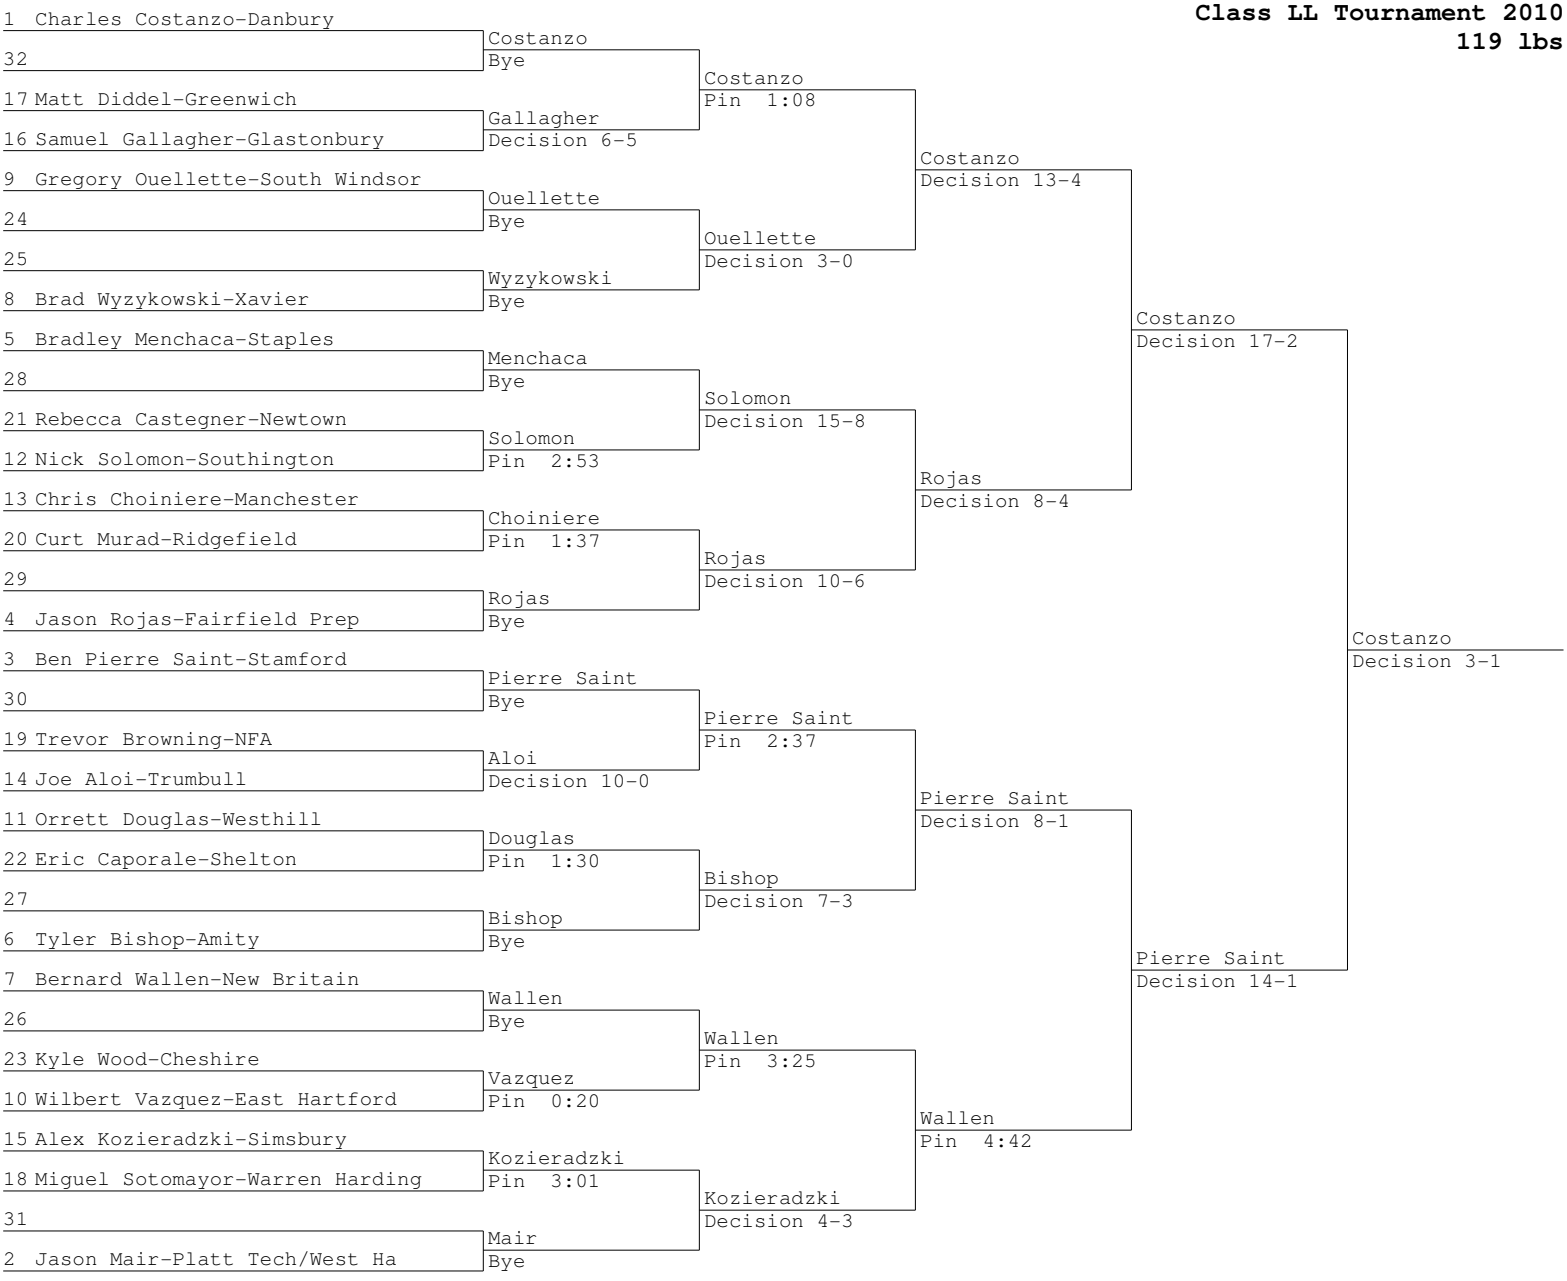 Class LL Tournament 2010
119 lbs
1 Charles Costanzo-Danbury
32
17 Matt Diddel-Greenwich
16 Samuel Gallagher-Glastonbury
9 Gregory Ouellette-South Windsor
24
25
8 Brad Wyzykowski-Xavier
5 Bradley Menchaca-Staples
28
21 Rebecca Castegner-Newtown
12 Nick Solomon-Southington
13 Chris Choiniere-Manchester
20 Curt Murad-Ridgefield
29
4 Jason Rojas-Fairfield Prep
3 Ben Pierre Saint-Stamford
30
19 Trevor Browning-NFA
14 Joe Aloi-Trumbull
11 Orrett Douglas-Westhill
22 Eric Caporale-Shelton
27
6 Tyler Bishop-Amity
7 Bernard Wallen-New Britain
26
23 Kyle Wood-Cheshire
10 Wilbert Vazquez-East Hartford
15 Alex Kozieradzki-Simsbury
18 Miguel Sotomayor-Warren Harding
31
2 Jason Mair-Platt Tech/West Ha
Costanzo
Bye
Gallagher
Decision 6-5
Ouellette
Bye
Wyzykowski
Bye
Menchaca
Bye
Solomon
Pin 2:53
Choiniere
Pin 1:37
Rojas
Bye
Pierre Saint
Bye
Aloi
Decision 10-0
Douglas
Pin 1:30
Bishop
Bye
Wallen
Bye
Vazquez
Pin 0:20
Kozieradzki
Pin 3:01
Mair
Bye
Costanzo
Pin 1:08
Ouellette
Decision 3-0
Solomon
Decision 15-8
Rojas
Decision 10-6
Pierre Saint
Pin 2:37
Bishop
Decision 7-3
Wallen
Pin 3:25
Kozieradzki
Decision 4-3
Costanzo
Decision 13-4
Rojas
Decision 8-4
Pierre Saint
Decision 8-1
Wallen
Pin 4:42
Costanzo
Decision 17-2
Pierre Saint
Decision 14-1
Costanzo
Decision 3-1